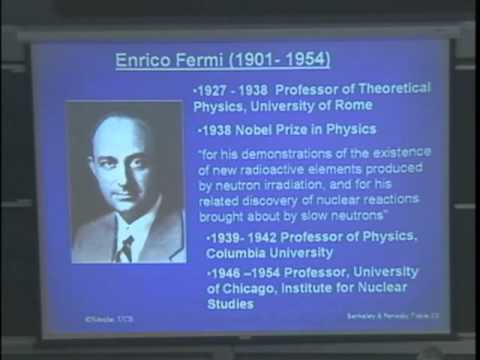 Enrico Fermi (1901- 1954)
•1927 - 1938 Professor of Theoretical
Physics, University of Rome
•1938 Nobel Prize in Physics
“for his demonstrations of the existence
of new radioactive elements produced
by neutron irradiation, and for his
related discovery of nuclear reactions
brought about by slow neutrons”
•1939- 1942 Professor of Physics,
Columbia University
•1946 –1954 Professor, University
of Chicago, Institute for Nuclear
Studies
UCB
Berkeley & Periodic Table